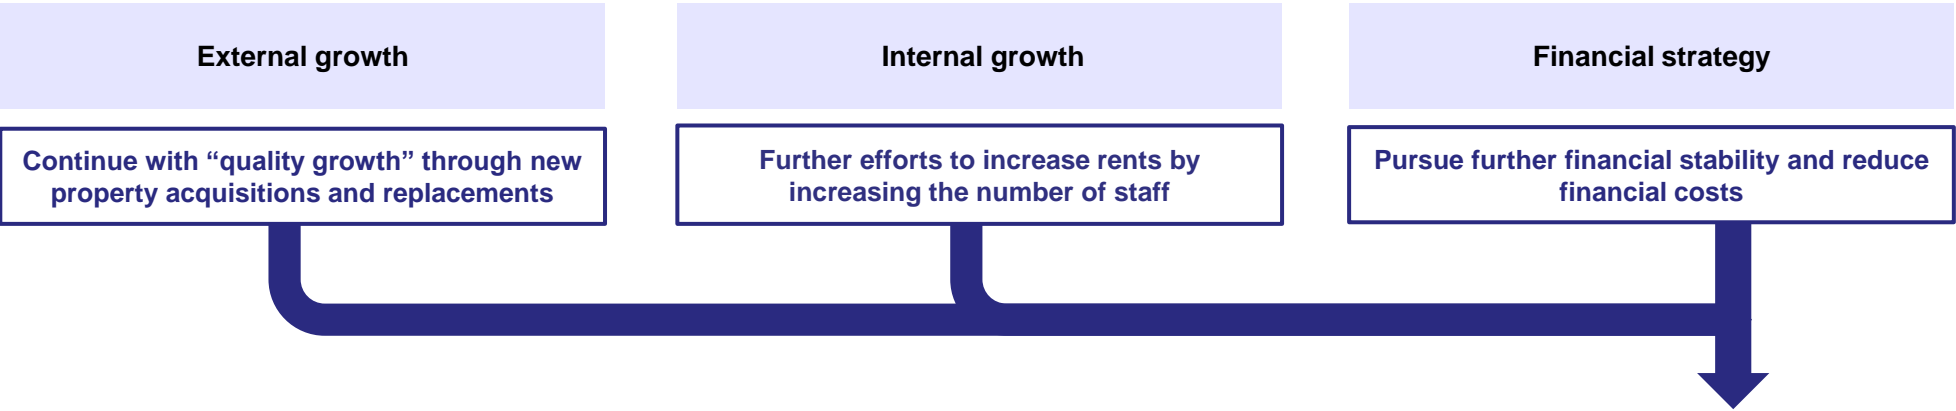 External growth
Internal growth
Financial strategy
Continue with “quality growth” through new
property acquisitions and replacements
Further efforts to increase rents by
increasing the number of staff
Pursue further financial stability and reduce
financial costs